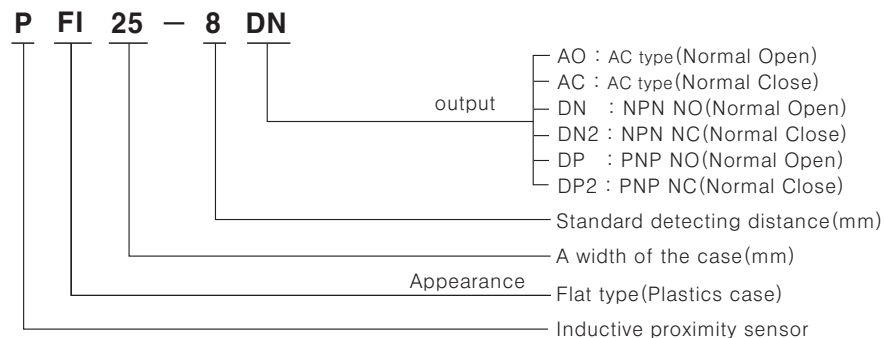 P FI 25 — 8 DN
AO : AC type(Normal Open)
AC : AC type(Normal Close)
output
DN : NPN NO(Normal Open)
DN2 : NPN NC(Normal Close)
DP : PNP NO(Normal Open)
DP2 : PNP NC(Normal Close)
Standard detecting distance(mm)
A width of the case(mm)
Appearance
Flat type(Plastics case)
Inductive proximity sensor